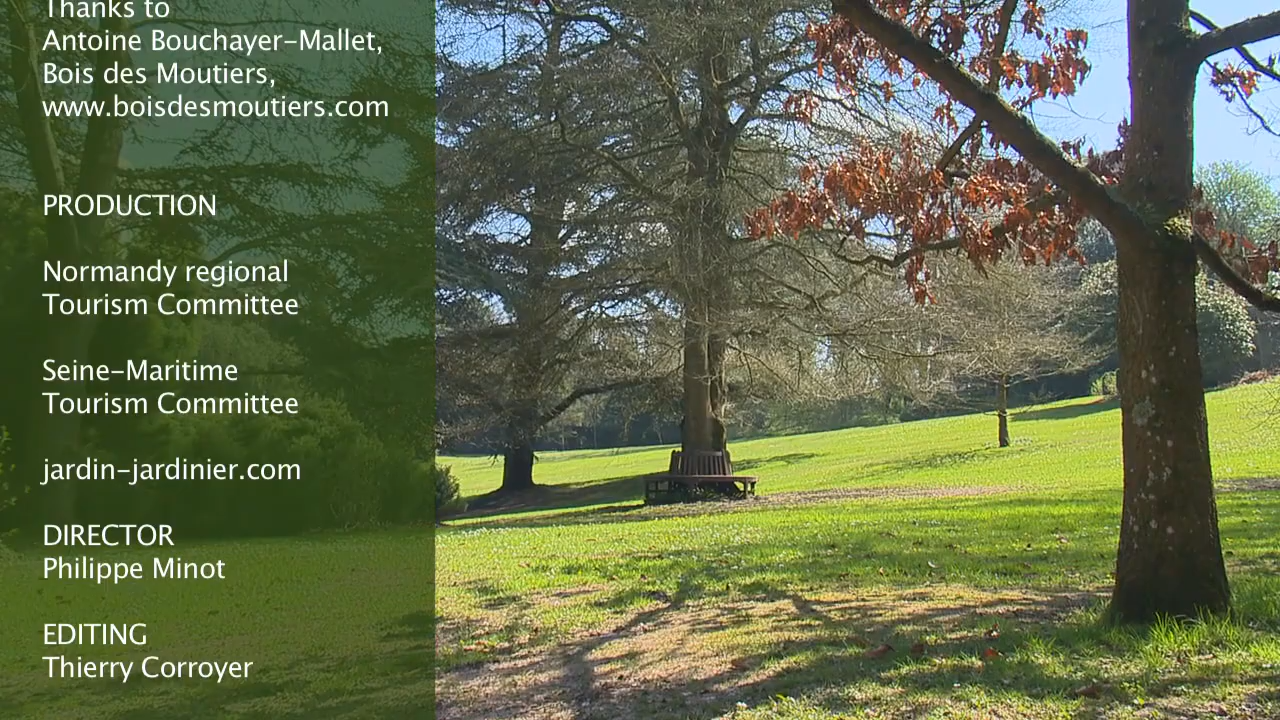 Thanks to
Antoine Bouchayer-Mallet,
Bois des Moutiers,
www.boisdesmoutiers.com
PRODUCTION
Normandy regional
Tourism Committee
Seine-Maritime
Tourism Committee
jardin-jardinier.com
DIRECTOR
Philippe Minot
EDITING
Thierry Corroyer